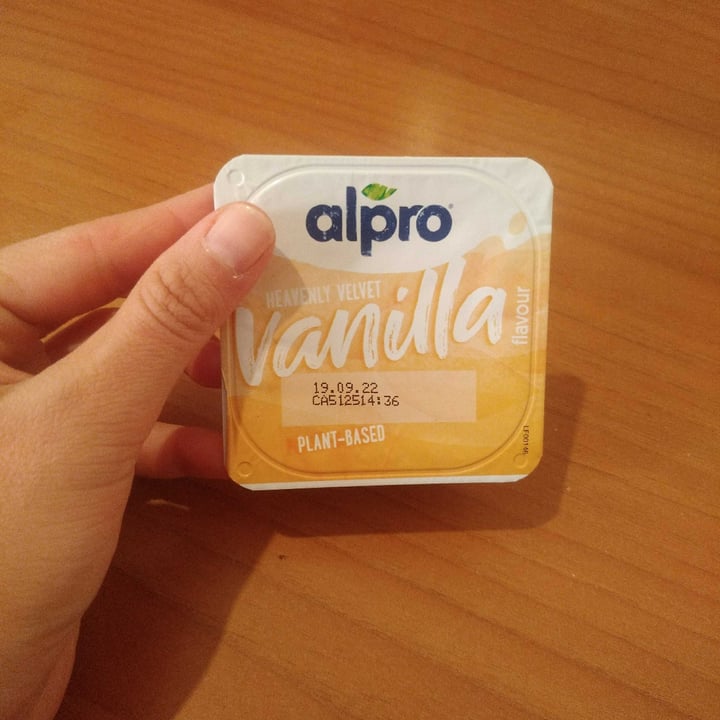 alpro
HEAVENLY VELVET
vanilla
flavour
19.09.22
CA512514:36
PLANT-BASED